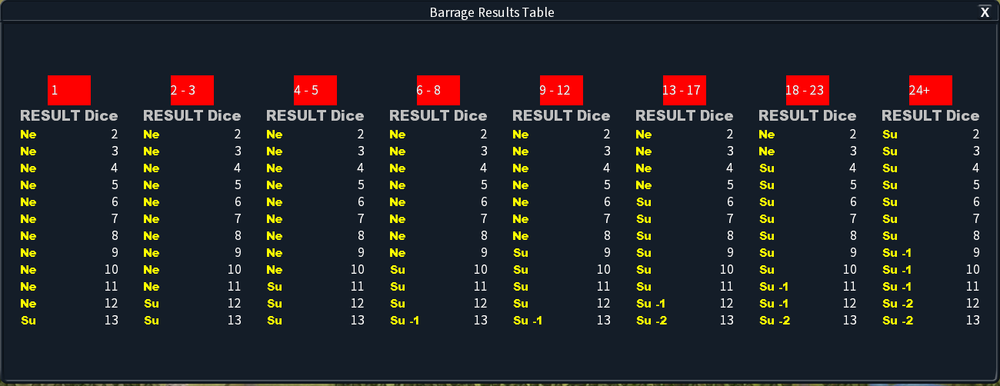 Barrage Results Table X
1 2 - 3 4 - 5 6 - 8 9 - 12 13 - 17 18 - 23 24+
RESULT Dice RESULT Dice RESULT Dice RESULT Dice RESULT Dice RESULT Dice RESULT Dice RESULT Dice
Ne 2 Ne 2 Ne 2 Ne 2 Ne 2 Ne 2 Ne 2 Su 2
Ne 3 Ne 3 Ne 3 Ne 3 Ne 3 Ne 3 Ne 3 Su 3
Ne 4 Ne 4 Ne 4 Ne 4 Ne 4 Ne 4 Su 4 Su 4
Ne 5 Ne 5 Ne 5 Ne 5 Ne 5 Ne 5 Su 5 Su 5
Ne 6 Ne 6 Ne 6 Ne 6 Ne 6 Su 6 Su 6 Su 6
Ne 7 Ne 7 Ne 7 Ne 7 Ne 7 Su 7 Su 7 Su 7
Ne 8 Ne 8 Ne 8 Ne 8 Ne 8 Su 8 Su 8 Su 8
Ne 9 Ne 9 Ne 9 Ne 9 Su 9 Su 9 Su 9 Su -1 9
Ne 10 Ne 10 Ne 10 Su 10 Su 10 Su 10 Su 10 Su -1 10
Ne 11 Ne 11 Su 11 Su 11 Su 11 Su 11 Su -1 11 Su -1 11
Ne 12 Su 12 Su 12 Su 12 Su 12 Su -1 12 Su -1 12 Su -2 12
Su 13 Su 13 Su 13 Su -1 13 Su -1 13 Su -2 13 Su -2 13 Su -2 13